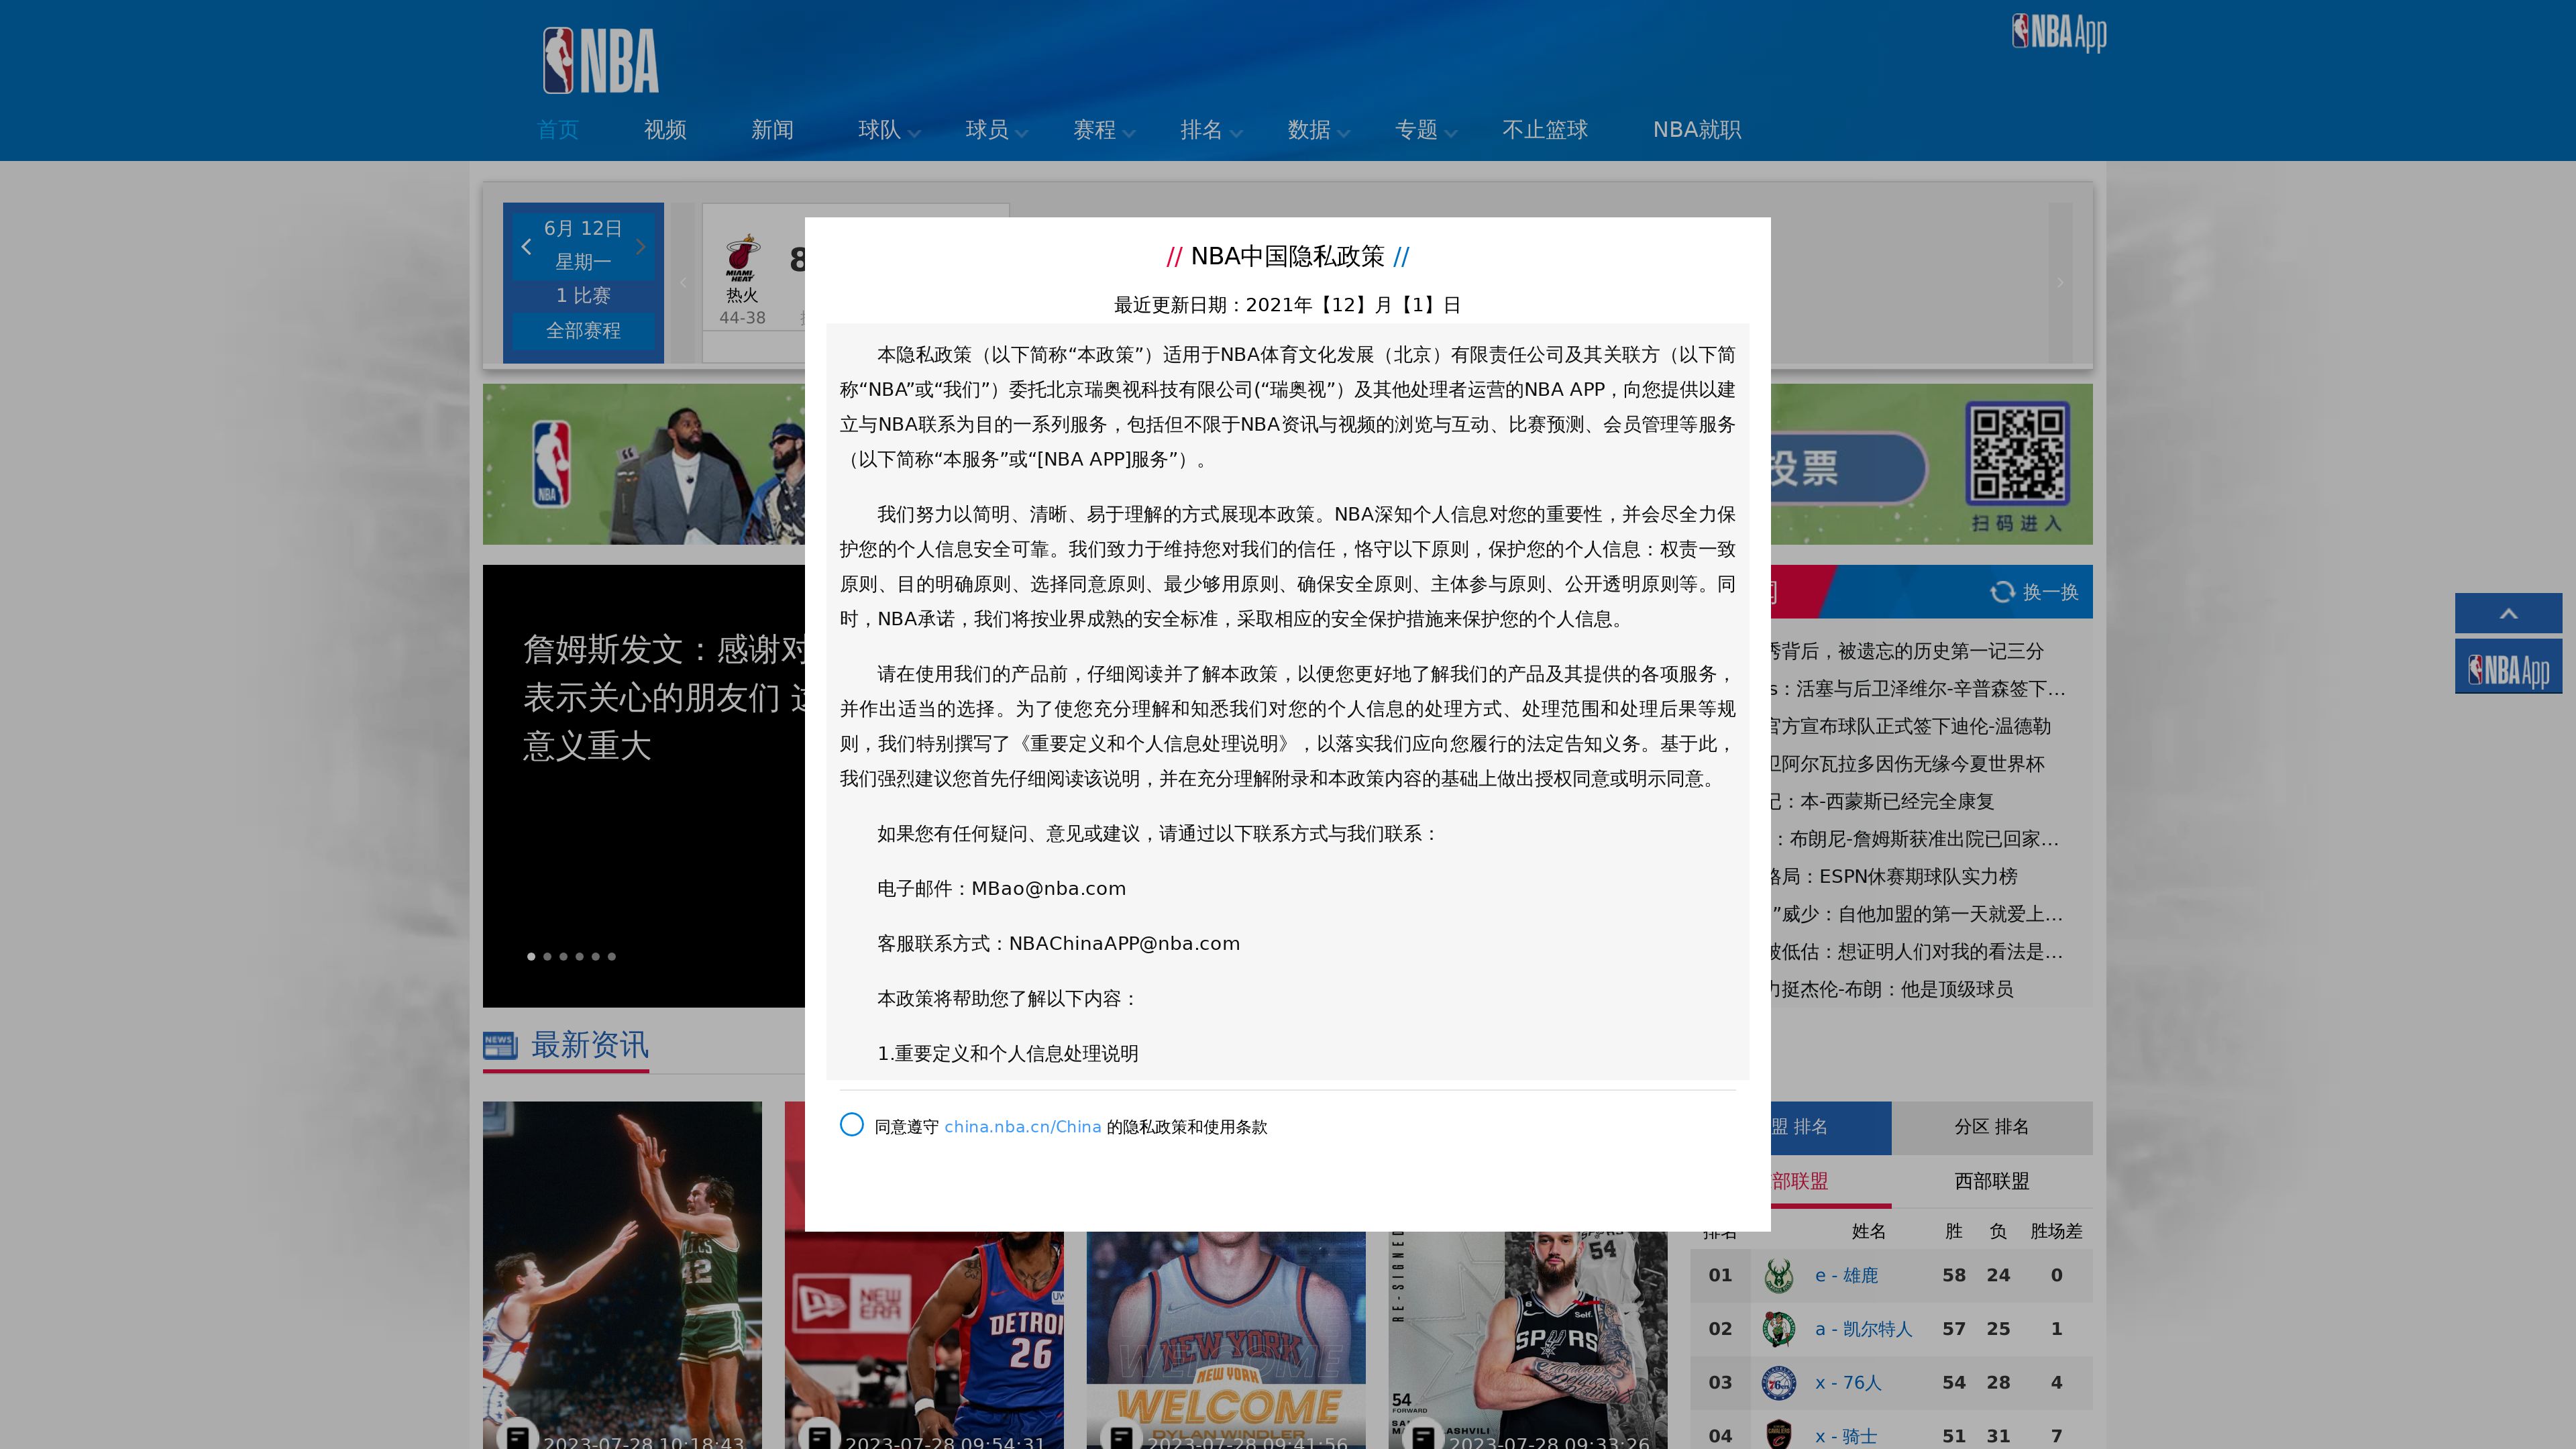 NBA
NBA App
首页 视频 新闻 球队 球员 赛程 排名 数据 专题 不止篮球 NBA就职
6月 12日
星期一
1 比赛
全部赛程
MIAMI HEAT
8
热火
44-38
// NBA中国隐私政策 //
最近更新日期：2021年【12】月【1】日
本隐私政策（以下简称“本政策”）适用于NBA体育文化发展（北京）有限责任公司及其关联方（以下简
称“NBA”或“我们”）委托北京瑞奥视科技有限公司(“瑞奥视”）及其他处理者运营的NBA APP，向您提供以建
立与NBA联系为目的一系列服务，包括但不限于NBA资讯与视频的浏览与互动、比赛预测、会员管理等服务
（以下简称“本服务”或“[NBA APP]服务”）。
我们努力以简明、清晰、易于理解的方式展现本政策。NBA深知个人信息对您的重要性，并会尽全力保
护您的个人信息安全可靠。我们致力于维持您对我们的信任，恪守以下原则，保护您的个人信息：权责一致
原则、目的明确原则、选择同意原则、最少够用原则、确保安全原则、主体参与原则、公开透明原则等。同
时，NBA承诺，我们将按业界成熟的安全标准，采取相应的安全保护措施来保护您的个人信息。
请在使用我们的产品前，仔细阅读并了解本政策，以便您更好地了解我们的产品及其提供的各项服务，
并作出适当的选择。为了使您充分理解和知悉我们对您的个人信息的处理方式、处理范围和处理后果等规
则，我们特别撰写了《重要定义和个人信息处理说明》，以落实我们应向您履行的法定告知义务。基于此，
我们强烈建议您首先仔细阅读该说明，并在充分理解附录和本政策内容的基础上做出授权同意或明示同意。
如果您有任何疑问、意见或建议，请通过以下联系方式与我们联系：
电子邮件：MBao@nba.com
客服联系方式：NBAChinaAPP@nba.com
本政策将帮助您了解以下内容：
1.重要定义和个人信息处理说明
同意遵守 china.nba.cn/China 的隐私政策和使用条款
NBA
投票
扫码进入
詹姆斯发文：感谢对
表示关心的朋友们
意义重大
换一换
背后，被遗忘的历史第一记三分
s：活塞与后卫泽维尔-辛普森签下...
官方宣布球队正式签下迪伦-温德勒
卫阿尔瓦拉多因伤无缘今夏世界杯
记：本-西蒙斯已经完全康复
：布朗尼-詹姆斯获准出院已回家...
格局：ESPN休赛期球队实力榜
”威少：自他加盟的第一天就爱上...
被低估：想证明人们对我的看法是...
力挺杰伦-布朗：他是顶级球员
NBA App
NEWS 最新资讯
2023-07-28 10:18:43
NEW ERA
DETROI
26
2023-07-28 09:54:31
NEW YORK
NEW YORK
WELCOME
DYLAN WINDLER
2023-07-28 09:41:56
RE-SIGNED
54
SPURS
Self.
54
FORWARD
ASHVILI
2023-07-28 09:33:26
盟 排名 分区 排名
部联盟 西部联盟
排名 姓名 胜 负 胜场差
01 e - 雄鹿 58 24 0
02 a - 凯尔特人 57 25 1
03 x - 76人 54 28 4
04 x - 骑士 51 31 7